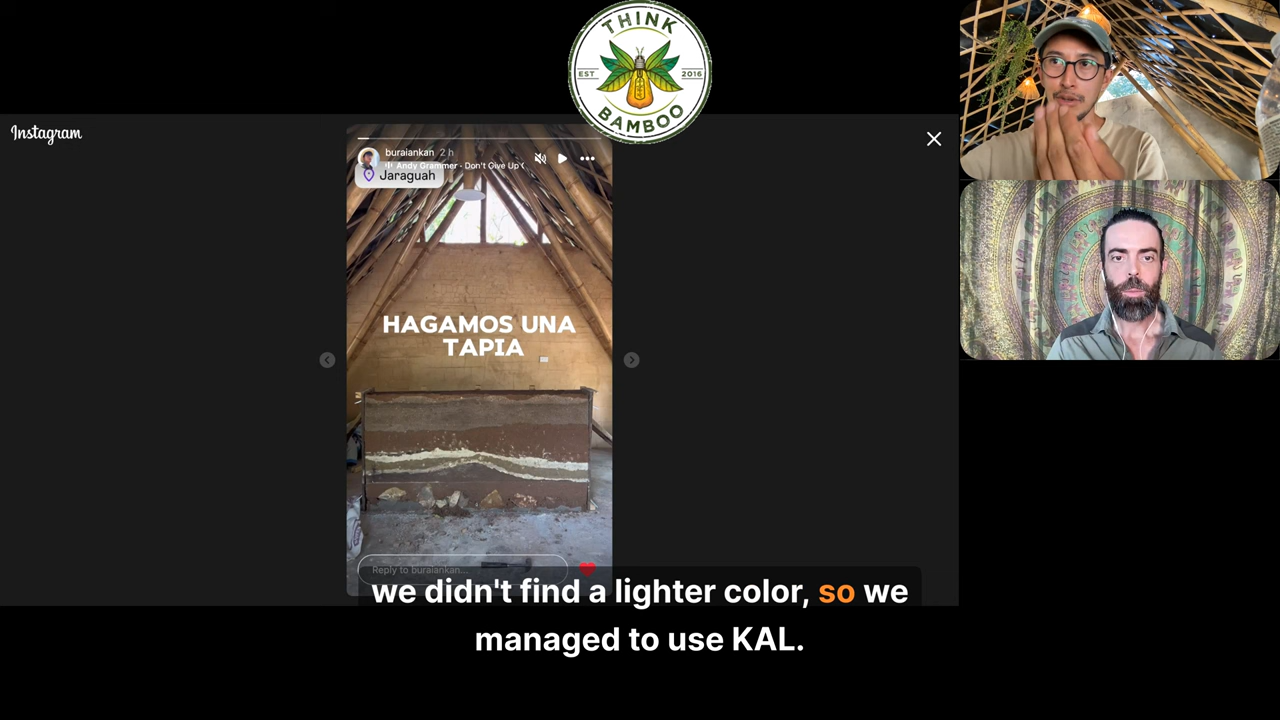 THINK
EST
2016
BAMBOO
Instagram
buraiankan 2 h
Andy Grammer · Don't Give Up
Jaraguah
HAGAMOS UNA
TAPIA
Reply to buraiankan...
we didn't find a lighter color, so we
managed to use KAL.